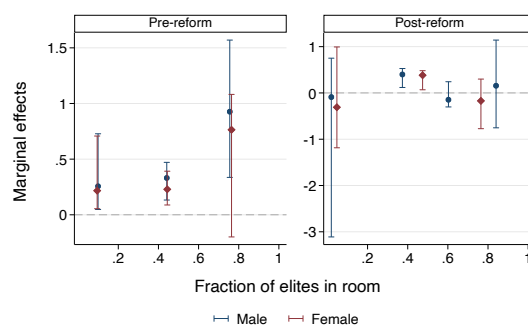 Pre-reform
Post-reform
Marginal effects
1.5
1
.5
0
1
0
-1
-2
-3
.2 .4 .6 .8 1
.2 .4 .6 .8 1
Fraction of elites in room
Male Female